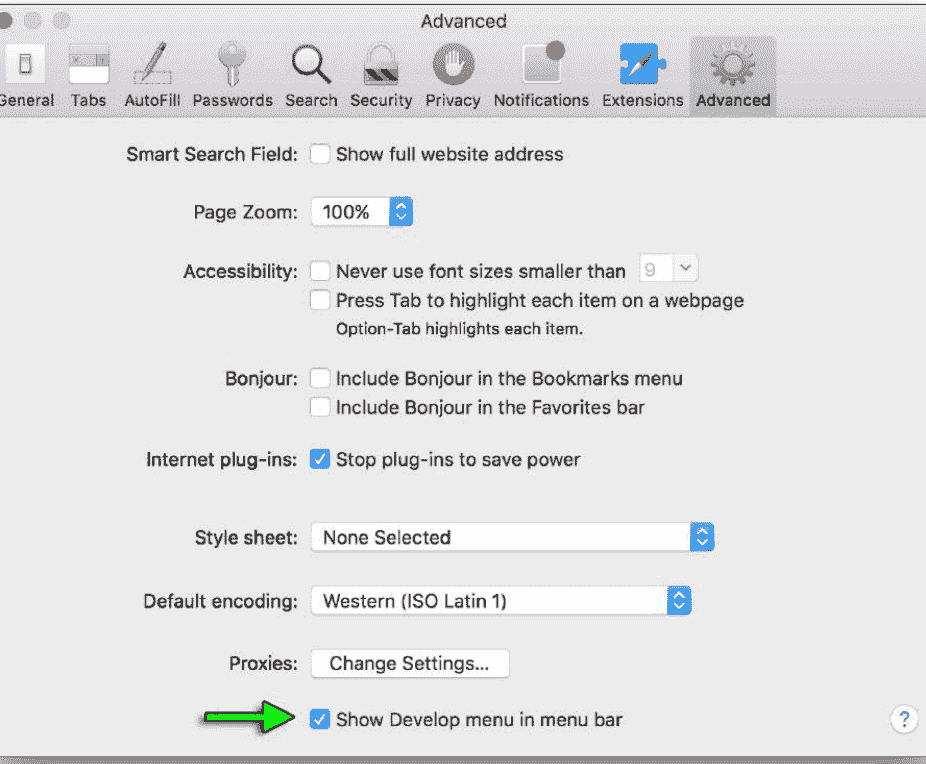 Advanced
General Tabs AutoFill Passwords Search Security Privacy Notifications Extensions Advanced
Smart Search Field: Show full website address
Page Zoom: 100%
Accessibility: Never use font sizes smaller than 9
Press Tab to highlight each item on a webpage
Option-Tab highlights each item.
Bonjour: Include Bonjour in the Bookmarks menu
Include Bonjour in the Favorites bar
Internet plug-ins: Stop plug-ins to save power
Style sheet: None Selected
Default encoding: Western (ISO Latin 1)
Proxies: Change Settings...
Show Develop menu in menu bar ?